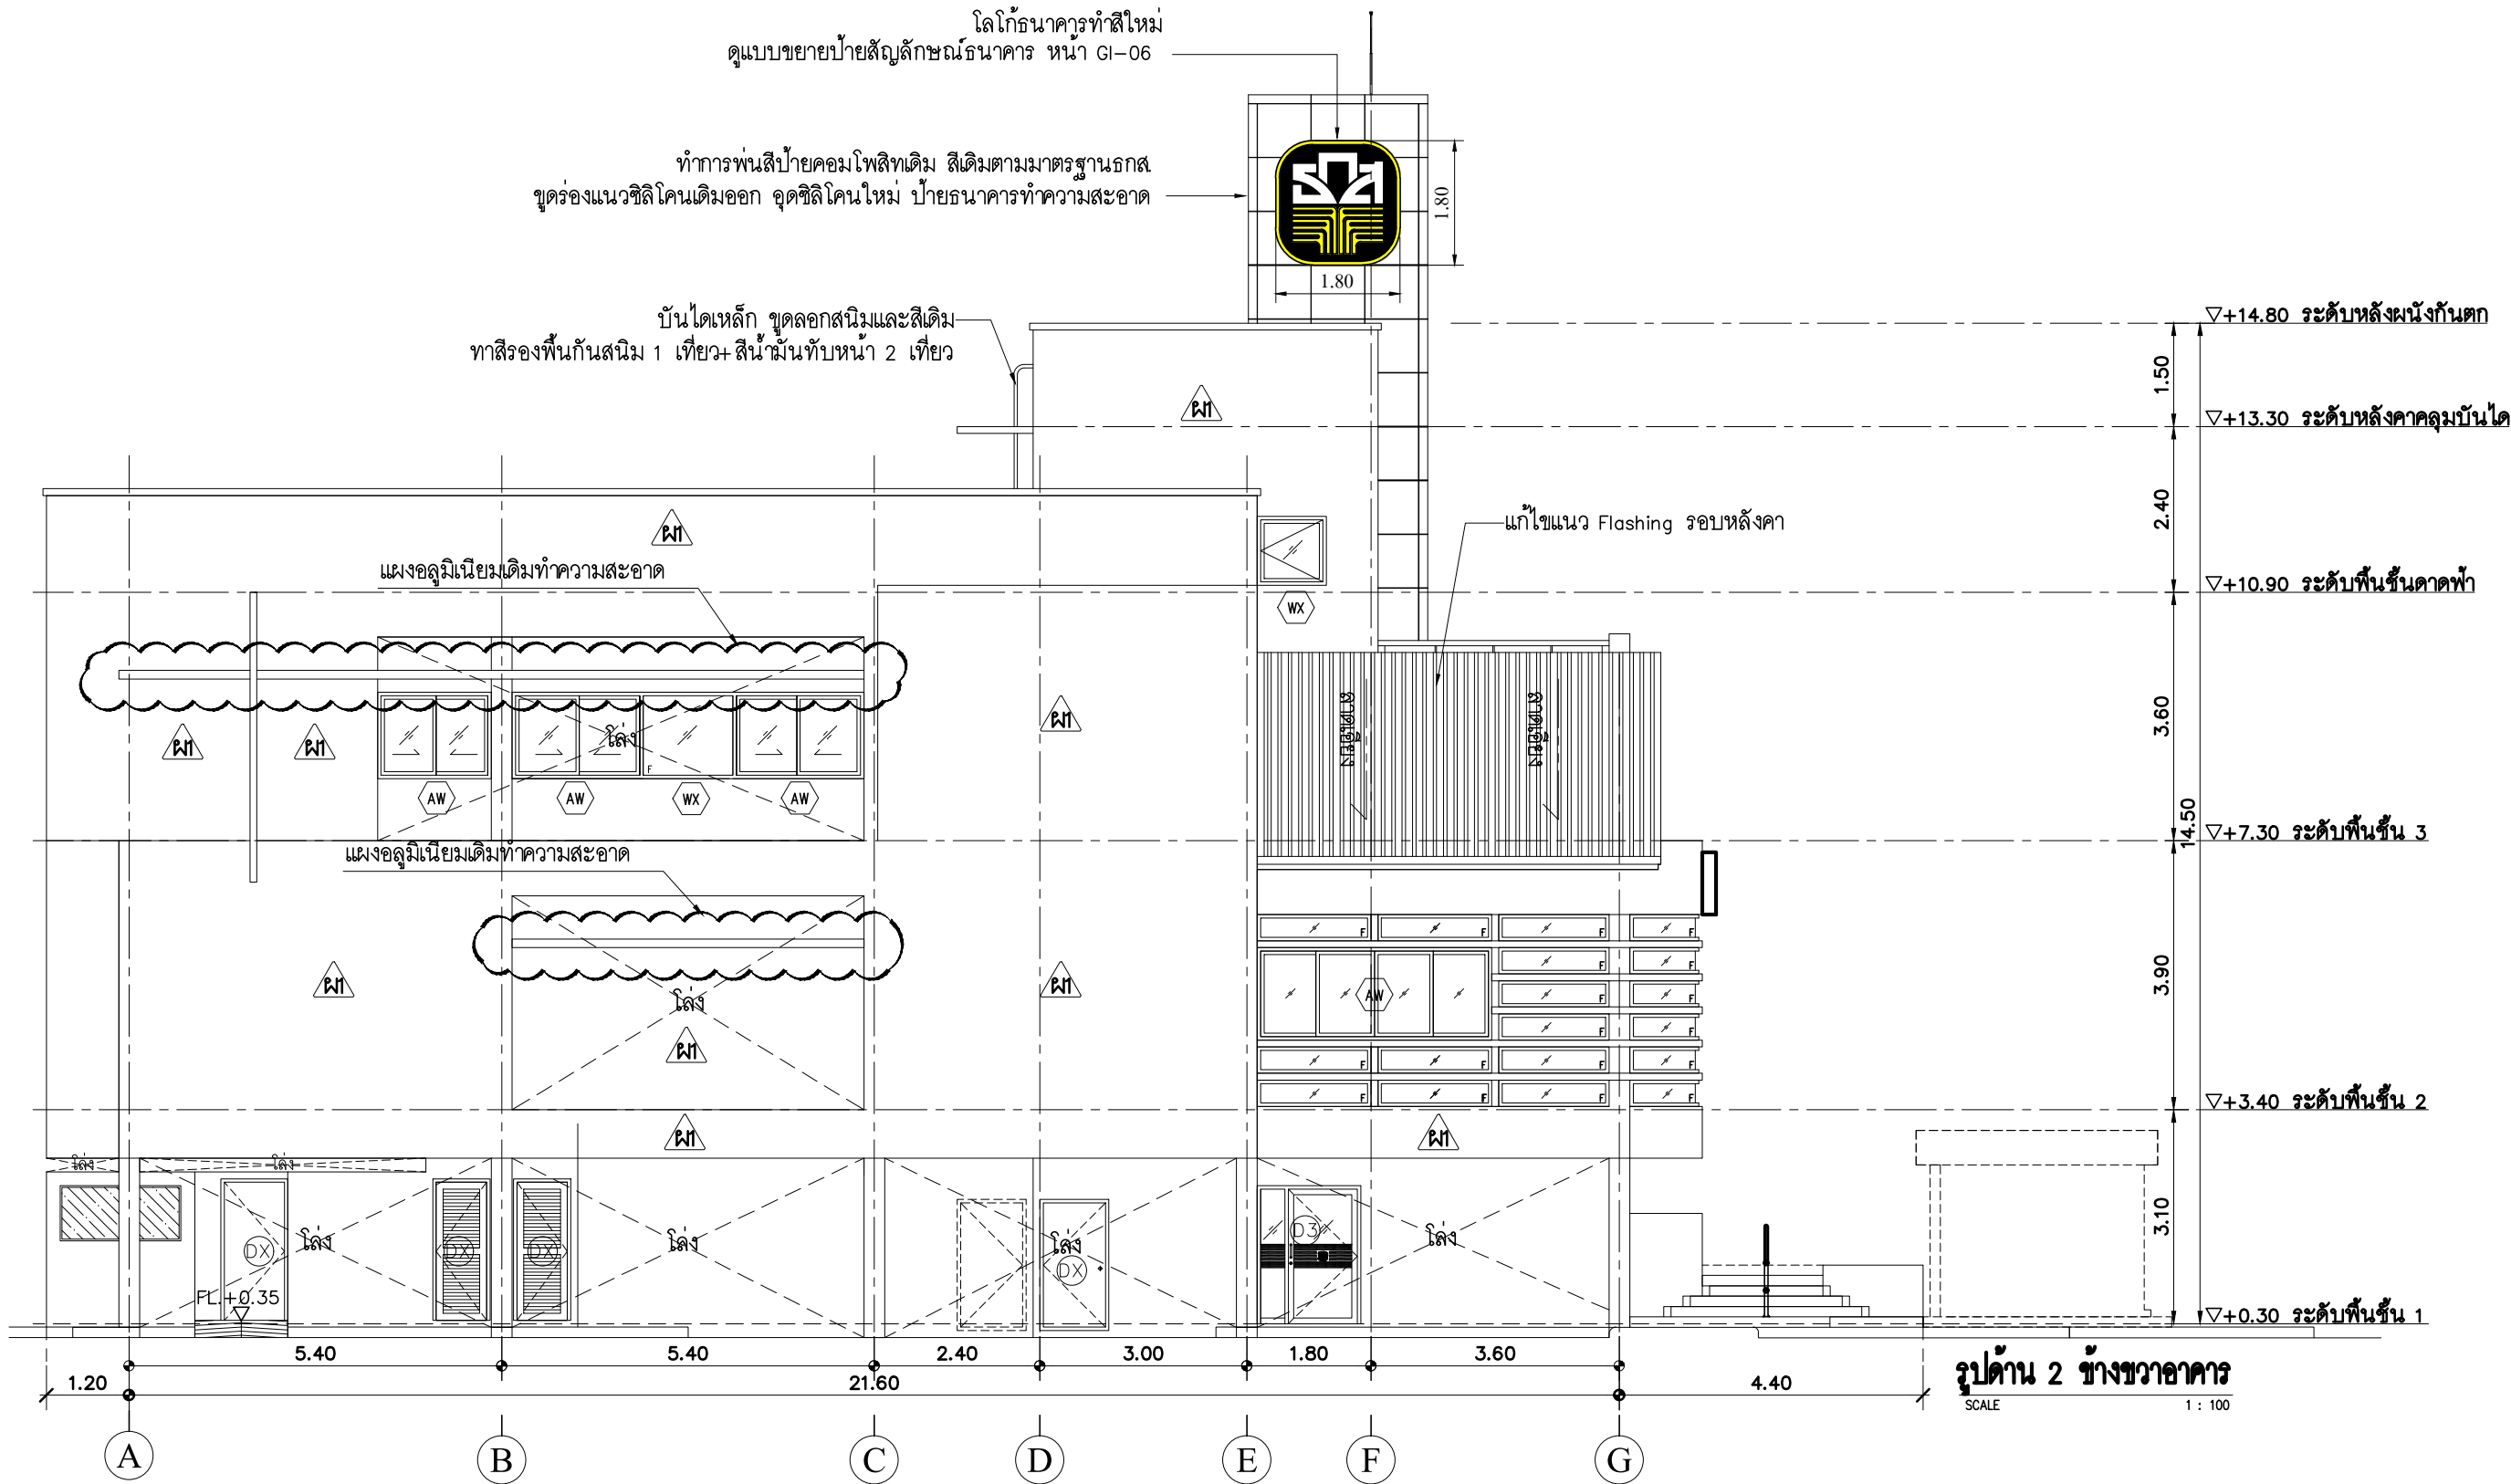 โลโก้ธนาคารทำสีใหม่
ดูแบบขยายป้ายสัญลักษณ์ธนาคาร หน้า GI-06
ทำการพ่นสีป้ายคอมโพสิทเดิม สีเดิมตามมาตรฐานธกส.
ขูดร่องแนวซิลิโคนเดิมออก อุดซิลิโคนใหม่ ป้ายธนาคารทำความสะอาด
1.80
1.80
บันไดเหล็ก ขูดลอกสนิมและสีเดิม
ทาสีรองพื้นกันสนิม 1 เที่ยว+สีน้ำมันทับหน้า 2 เที่ยว
+14.80 ระดับหลังผนังกันตก
1.50
ผ1
+13.30 ระดับหลังคาคลุมบันได
2.40
ผ1
แก้ไขแนว Flashing รอบหลังคา
แผงอลูมิเนียมเดิมทำความสะอาด
+10.90 ระดับพื้นชั้นดาดฟ้า
WX
3.60
ผ1 ผ1 โล่ง ผ1
F
AW AW WX AW
14.50
+7.30 ระดับพื้นชั้น 3
แผงอลูมิเนียมเดิมทำความสะอาด
F F F F
F F
3.90
ผ1 โล่ง ผ1 AW F F
F F
ผ1
F F F F
F F F F
+3.40 ระดับพื้นชั้น 2
ผ1 ผ1
โล่ง โล่ง
3.10
DX โล่ง DX DX โล่ง โล่ง DX D3 โล่ง
FL.+0.35
+0.30 ระดับพื้นชั้น 1
5.40 5.40 2.40 3.00 1.80 3.60
1.20 21.60 4.40
รูปด้าน 2 ข้างขวาอาคาร
SCALE 1 : 100
A B C D E F G